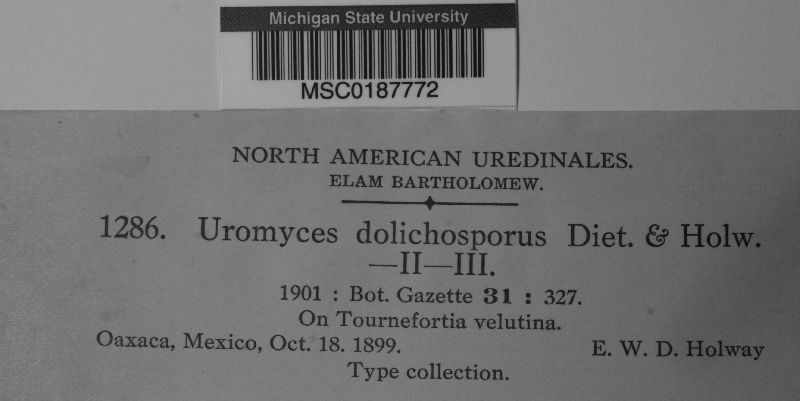 Michigan State University
MSC0187772
NORTH AMERICAN UREDINALES.
ELAM BARTHOLOMEW.
1286. Uromyces dolichosporus Diet. & Holw.
—II—III.
1901 : Bot. Gazette 31 : 327.
On Tournefortia velutina.
Oaxaca, Mexico, Oct. 18. 1899. E. W. D. Holway
Type collection.